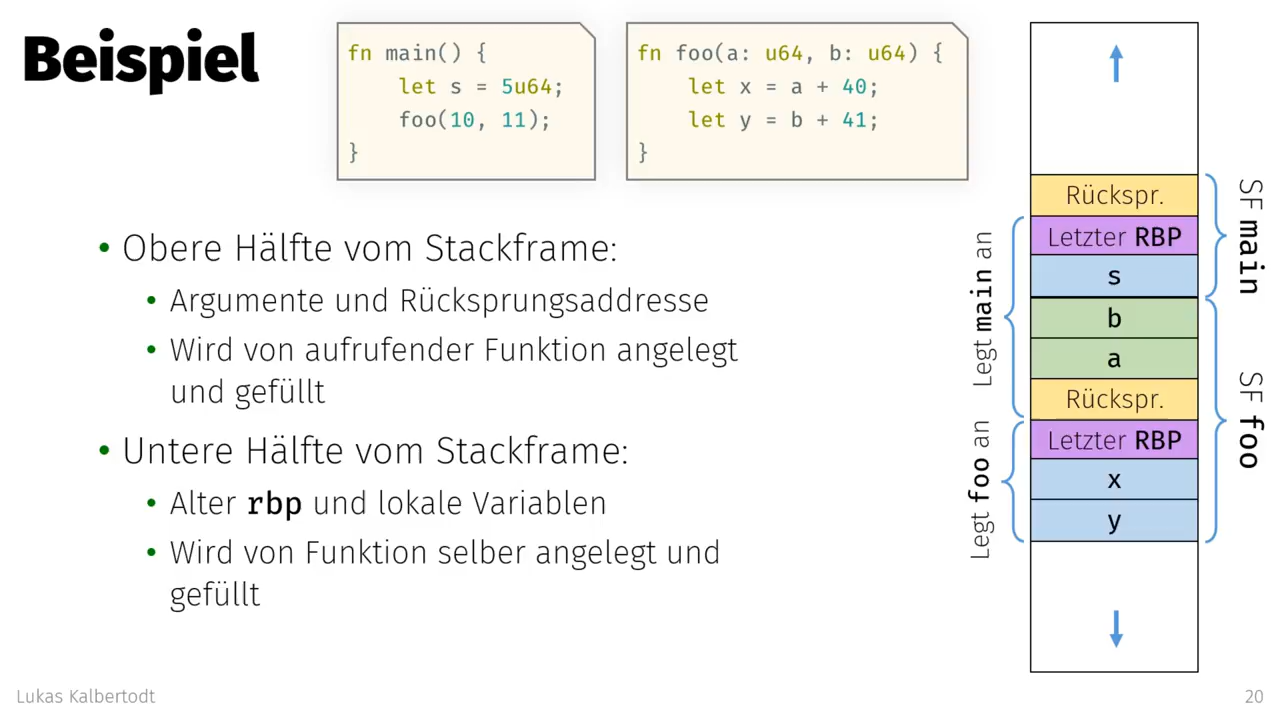 Beispiel
fn main() {
    let s = 5u64;
    foo(10, 11);
}
fn foo(a: u64, b: u64) {
    let x = a + 40;
    let y = b + 41;
}
• Obere Hälfte vom Stackframe:
• Argumente und Rücksprungsaddresse
• Wird von aufrufender Funktion angelegt
und gefüllt
• Untere Hälfte vom Stackframe:
• Alter rbp und lokale Variablen
• Wird von Funktion selber angelegt und
gefüllt
Legt main an
Legt foo an
Rückspr.
Letzter RBP
s
b
a
Rückspr.
Letzter RBP
x
y
SF main
SF foo
Lukas Kalbertodt
20